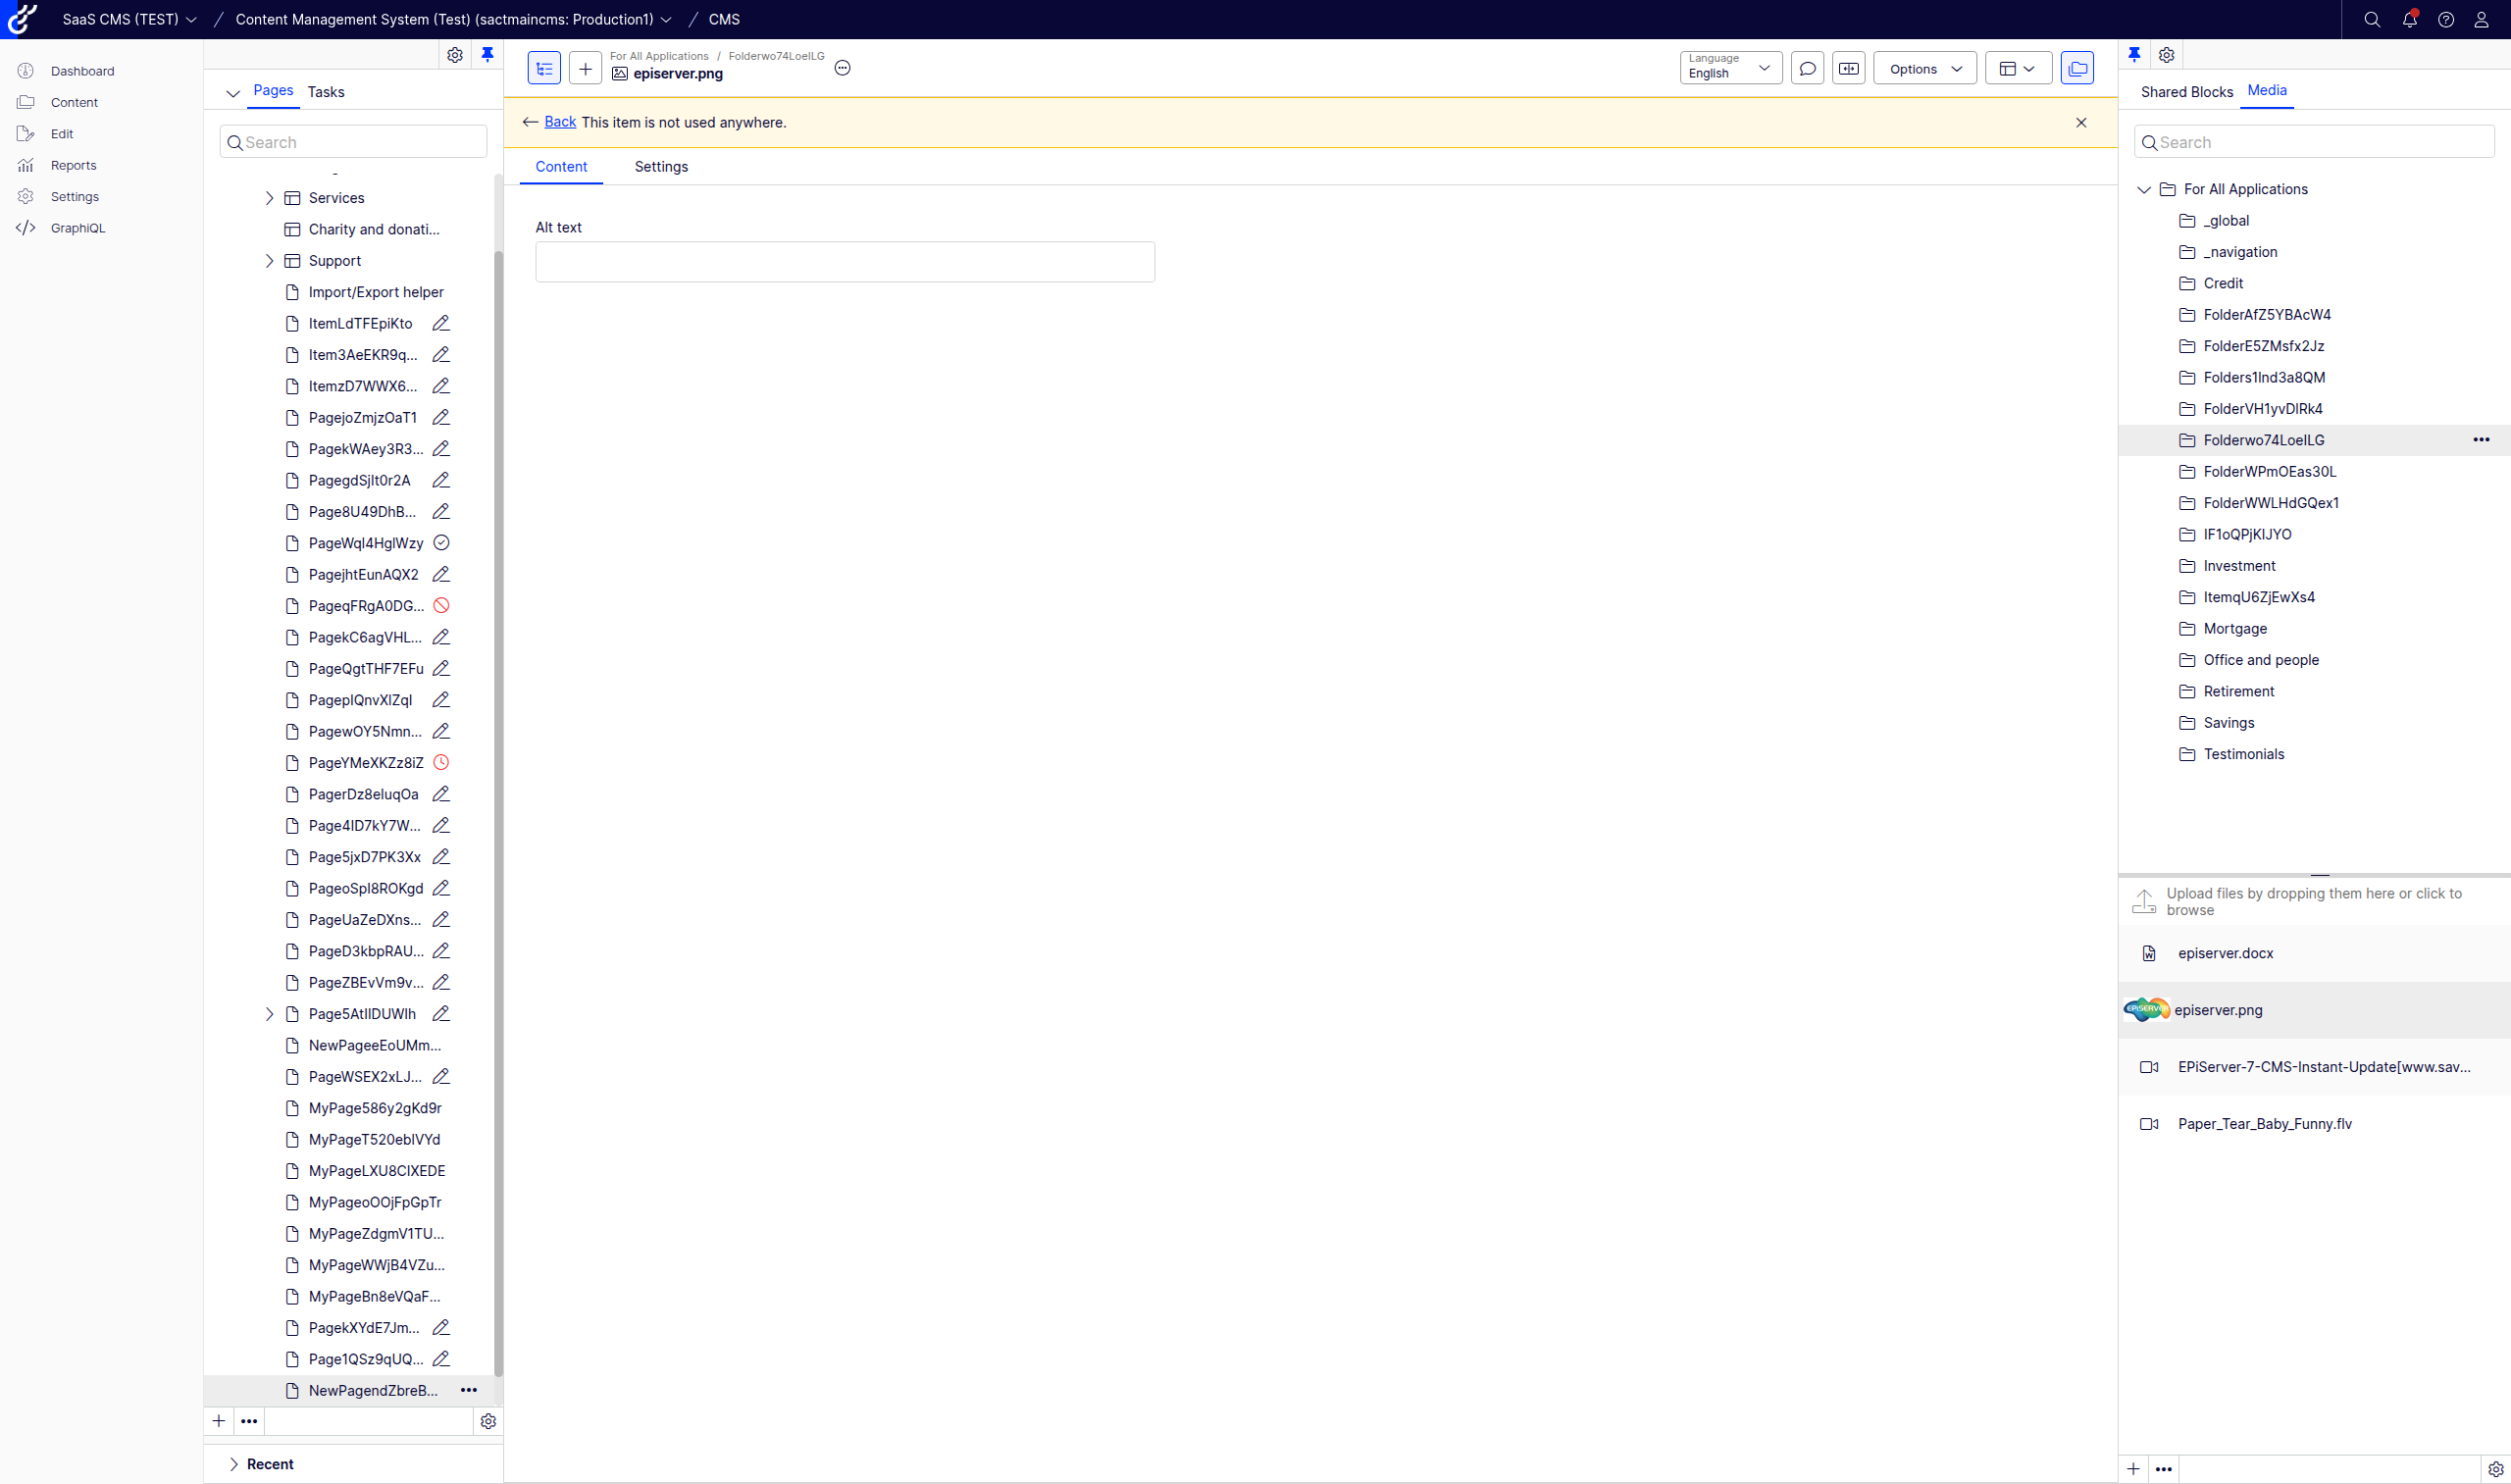 SaaS CMS (TEST) / Content Management System (Test) (sactmaincms: Production1) / CMS
Dashboard
Content
Edit
Reports
Settings
GraphiQL
Pages Tasks
Search
Services
Charity and donati...
Support
Import/Export helper
ItemLdTFEpiKto
Item3AeEKR9q...
ItemzD7WWX6...
PagejoZmjzOaT1
PagekWAey3R3...
PagegdSjlt0r2A
Page8U49DhB...
PageWql4HglWzy
PagejhtEunAQX2
PageqFRgA0DG...
PagekC6agVHL...
PageQgtTHF7EFu
PageplQnvXlZql
PagewOY5Nmn...
PageYMeXKZz8iZ
PagerDz8eluqOa
Page4ID7kY7W...
Page5jxD7PK3Xx
PageoSpl8ROKgd
PageUaZeDXns...
PageD3kbpRAU...
PageZBEvVm9v...
Page5AtIlDUWlh
NewPageeEoUMm...
PageWSEX2xLJ...
MyPage586y2gKd9r
MyPageT520eblVYd
MyPageLXU8CIXEDE
MyPageoOOjFpGpTr
MyPageZdgmV1TU...
MyPageWWjB4VZu...
MyPageBn8eVQaF...
PagekXYdE7Jm...
Page1QSz9qUQ...
NewPagendZbreB...
Recent
For All Applications / Folderwo74LoelLG
episerver.png
Language
English
Options
Back This item is not used anywhere.
Content Settings
Alt text
Shared Blocks Media
Search
For All Applications
_global
_navigation
Credit
FolderAfZ5YBAcW4
FolderE5ZMsfx2Jz
Folders1lnd3a8QM
FolderVH1yvDlRk4
Folderwo74LoelLG
FolderWPmOEas30L
FolderWWLHdGQex1
IF1oQPjKlJYO
Investment
ItemqU6ZjEwXs4
Mortgage
Office and people
Retirement
Savings
Testimonials
Upload files by dropping them here or click to
browse
episerver.docx
EPiSERVER episerver.png
EPiServer-7-CMS-Instant-Update[www.sav...
Paper_Tear_Baby_Funny.flv